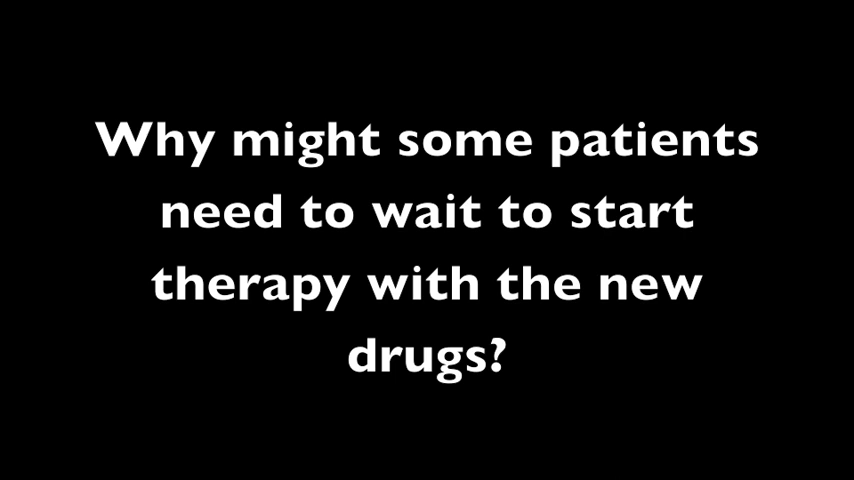 Why might some patients
need to wait to start
therapy with the new
drugs?